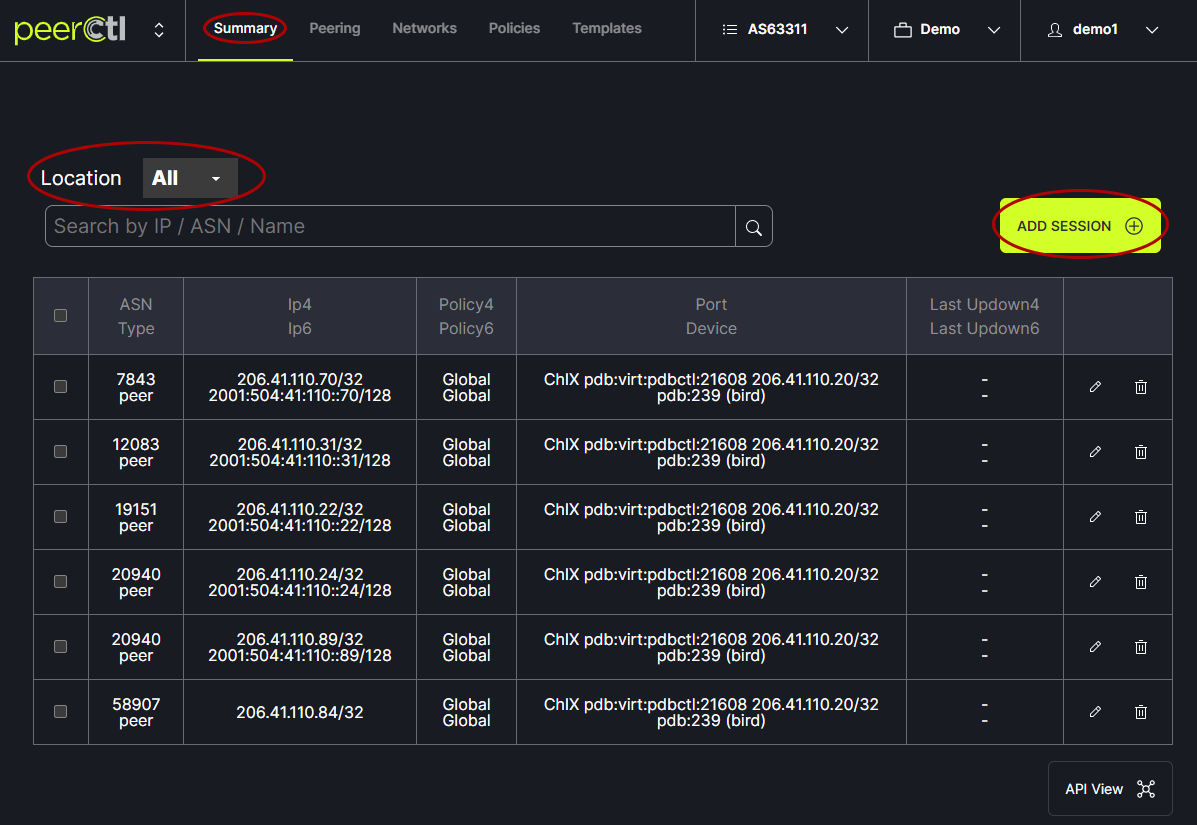 peerCtl
Summary Peering Networks Policies Templates AS63311 Demo demo1
Location All
Search by IP / ASN / Name
ADD SESSION
ASN Ip4 Policy4 Port Last Updown4
Type Ip6 Policy6 Device Last Updown6
7843 206.41.110.70/32 Global ChIX pdb:virt:pdbctl:21608 206.41.110.20/32 -
peer 2001:504:41:110::70/128 Global pdb:239 (bird) -
12083 206.41.110.31/32 Global ChIX pdb:virt:pdbctl:21608 206.41.110.20/32 -
peer 2001:504:41:110::31/128 Global pdb:239 (bird) -
19151 206.41.110.22/32 Global ChIX pdb:virt:pdbctl:21608 206.41.110.20/32 -
peer 2001:504:41:110::22/128 Global pdb:239 (bird) -
20940 206.41.110.24/32 Global ChIX pdb:virt:pdbctl:21608 206.41.110.20/32 -
peer 2001:504:41:110::24/128 Global pdb:239 (bird) -
20940 206.41.110.89/32 Global ChIX pdb:virt:pdbctl:21608 206.41.110.20/32 -
peer 2001:504:41:110::89/128 Global pdb:239 (bird) -
58907 206.41.110.84/32 Global ChIX pdb:virt:pdbctl:21608 206.41.110.20/32 -
peer Global pdb:239 (bird) -
API View